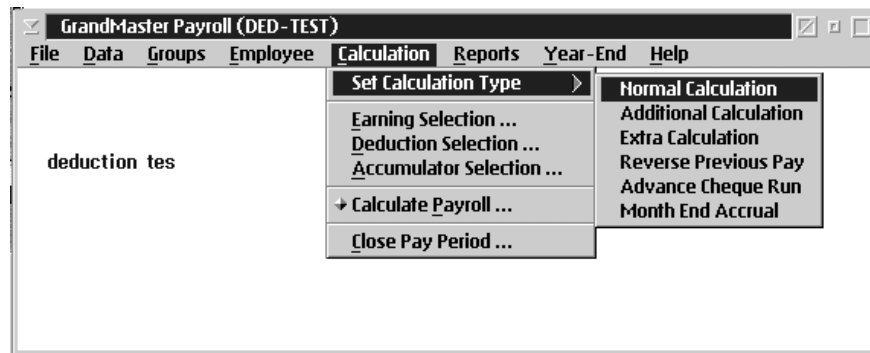 GrandMaster Payroll (DED-TEST)
File Data Groups Employee Calculation Reports Year-End Help
Set Calculation Type
Earning Selection ...
Deduction Selection ...
Accumulator Selection ...
Calculate Payroll ...
Close Pay Period ...
Normal Calculation
Additional Calculation
Extra Calculation
Reverse Previous Pay
Advance Cheque Run
Month End Accrual
deduction tes